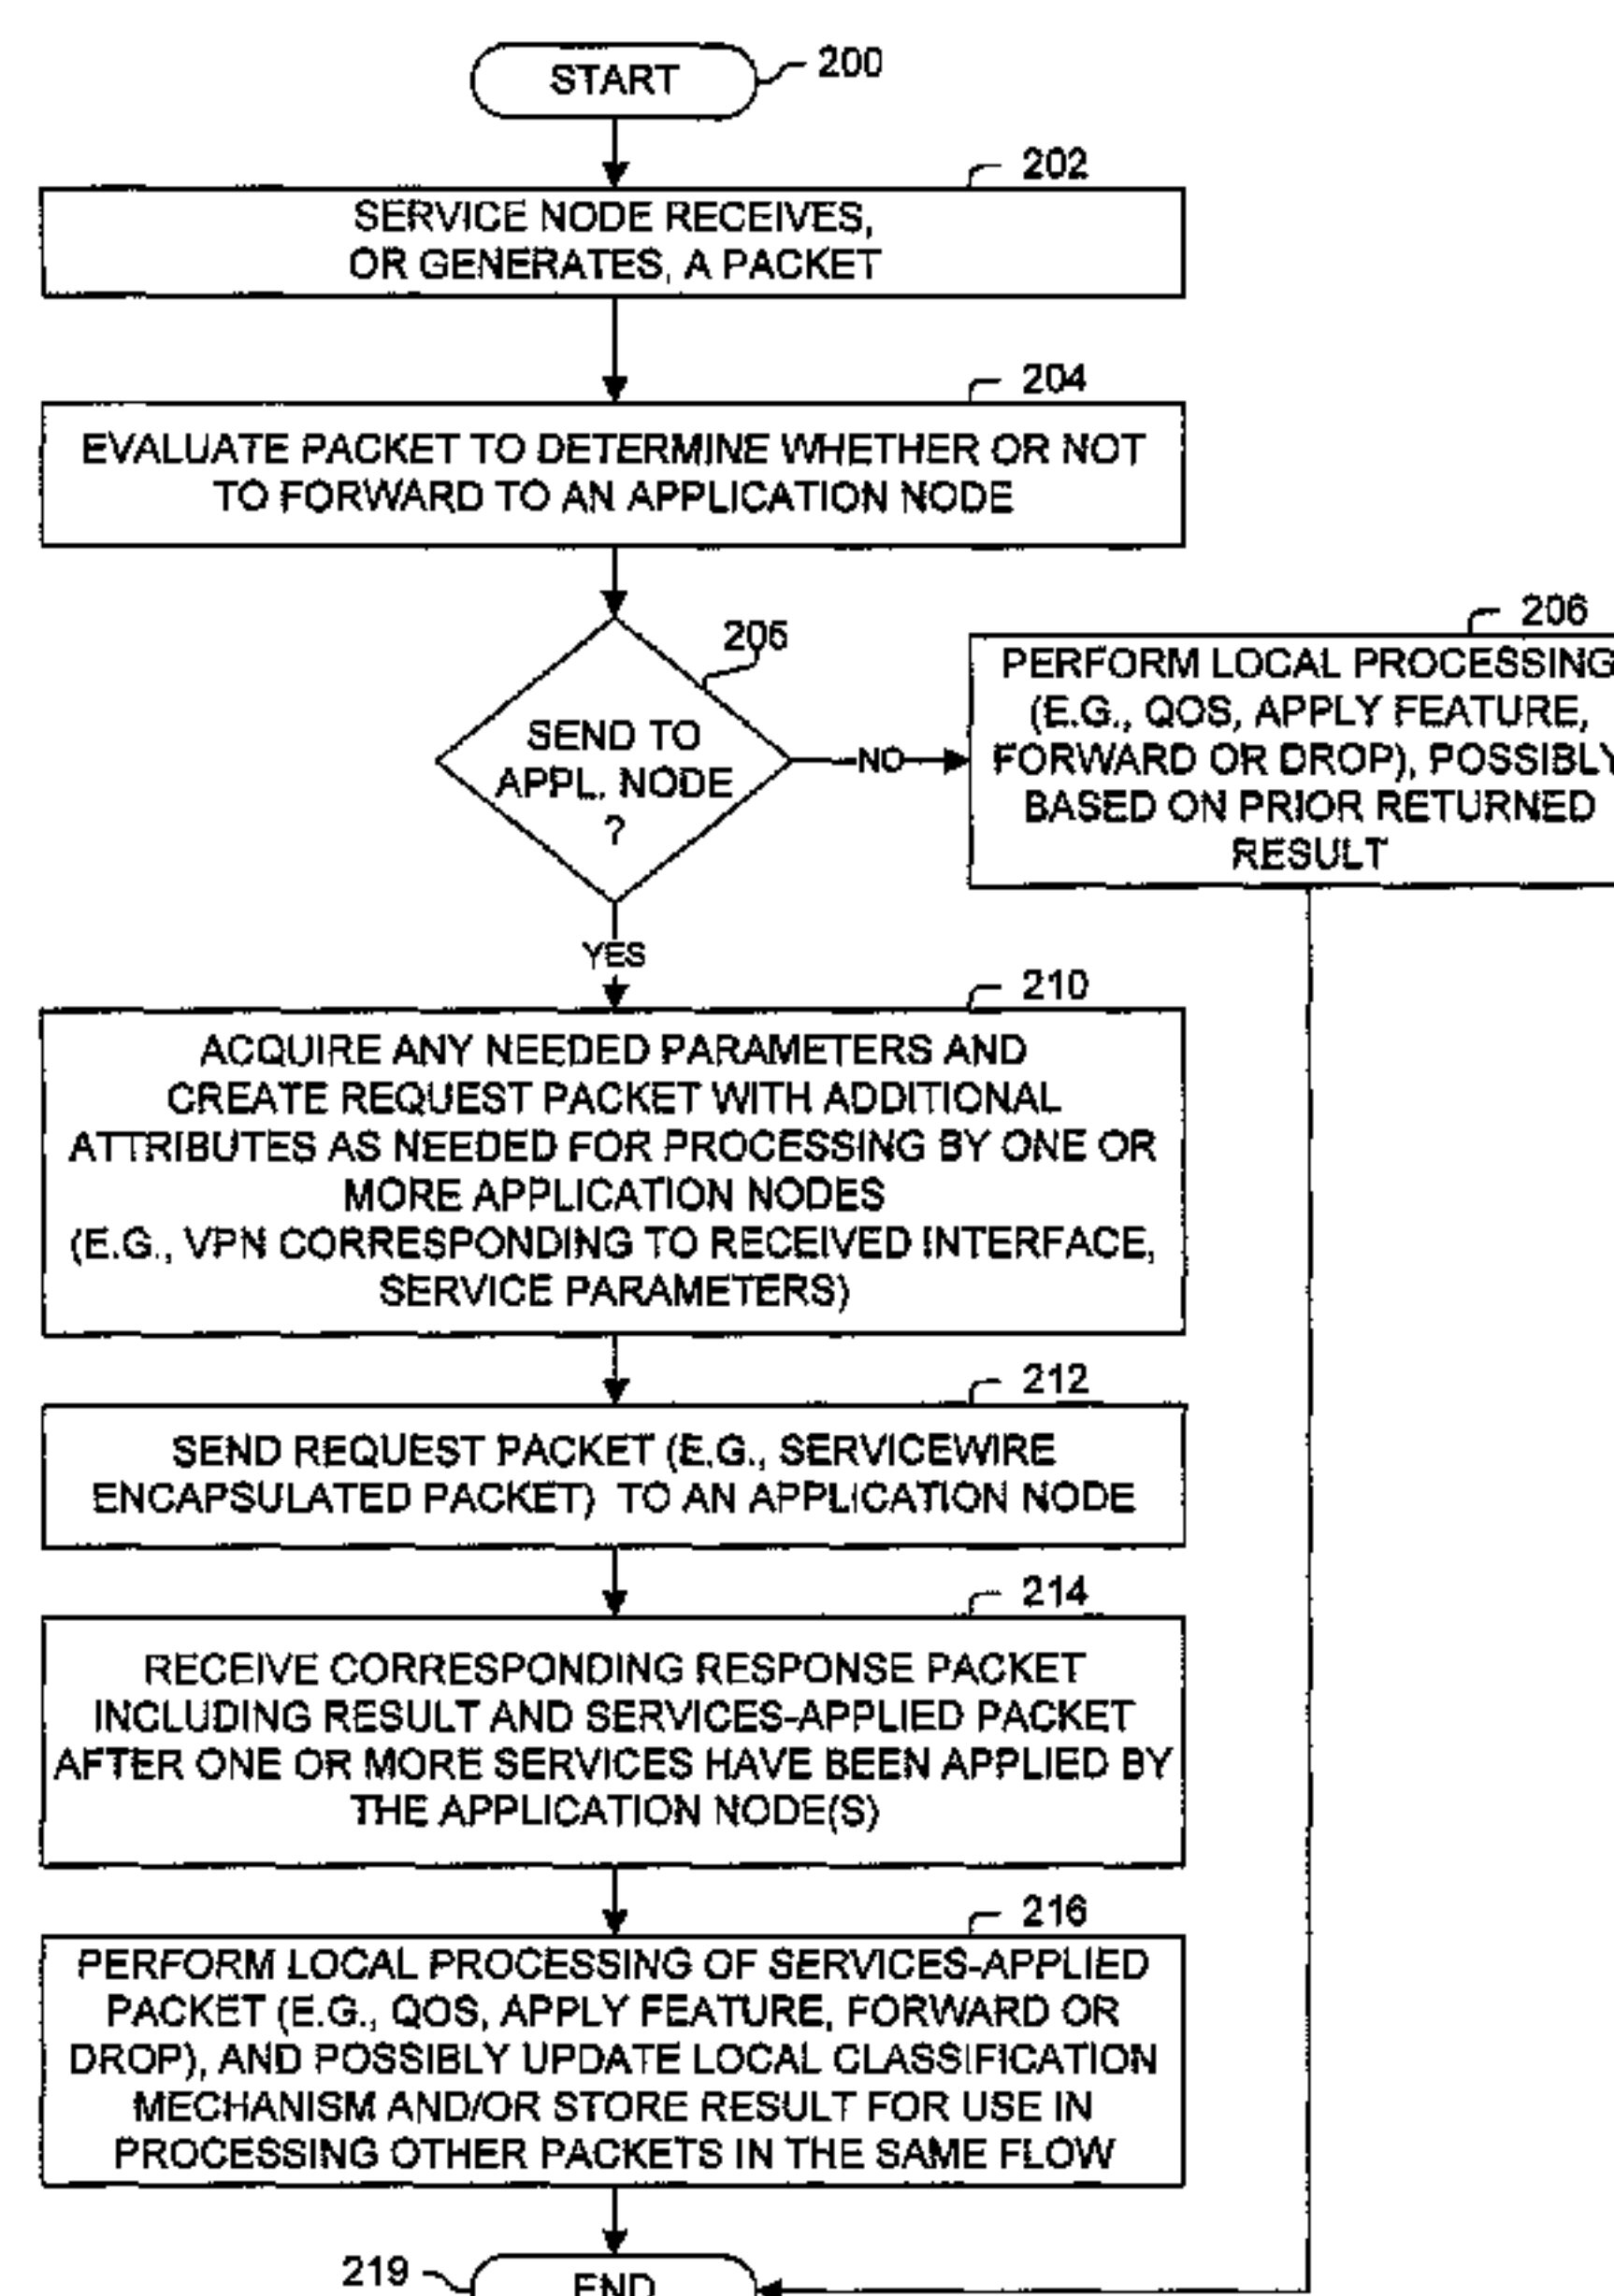 START
200
202
SERVICE NODE RECEIVES,
OR GENERATES, A PACKET
204
EVALUATE PACKET TO DETERMINE WHETHER OR NOT
TO FORWARD TO AN APPLICATION NODE
205
SEND TO
APPL. NODE
?
NO
206
PERFORM LOCAL PROCESSING
(E.G., QOS, APPLY FEATURE,
FORWARD OR DROP), POSSIBLY
BASED ON PRIOR RETURNED
RESULT
YES
210
ACQUIRE ANY NEEDED PARAMETERS AND
CREATE REQUEST PACKET WITH ADDITIONAL
ATTRIBUTES AS NEEDED FOR PROCESSING BY ONE OR
MORE APPLICATION NODES
(E.G., VPN CORRESPONDING TO RECEIVED INTERFACE,
SERVICE PARAMETERS)
212
SEND REQUEST PACKET (E.G., SERVICEWIRE
ENCAPSULATED PACKET) TO AN APPLICATION NODE
214
RECEIVE CORRESPONDING RESPONSE PACKET
INCLUDING RESULT AND SERVICES-APPLIED PACKET
AFTER ONE OR MORE SERVICES HAVE BEEN APPLIED BY
THE APPLICATION NODE(S)
216
PERFORM LOCAL PROCESSING OF SERVICES-APPLIED
PACKET (E.G., QOS, APPLY FEATURE, FORWARD OR
DROP), AND POSSIBLY UPDATE LOCAL CLASSIFICATION
MECHANISM AND/OR STORE RESULT FOR USE IN
PROCESSING OTHER PACKETS IN THE SAME FLOW
219
END